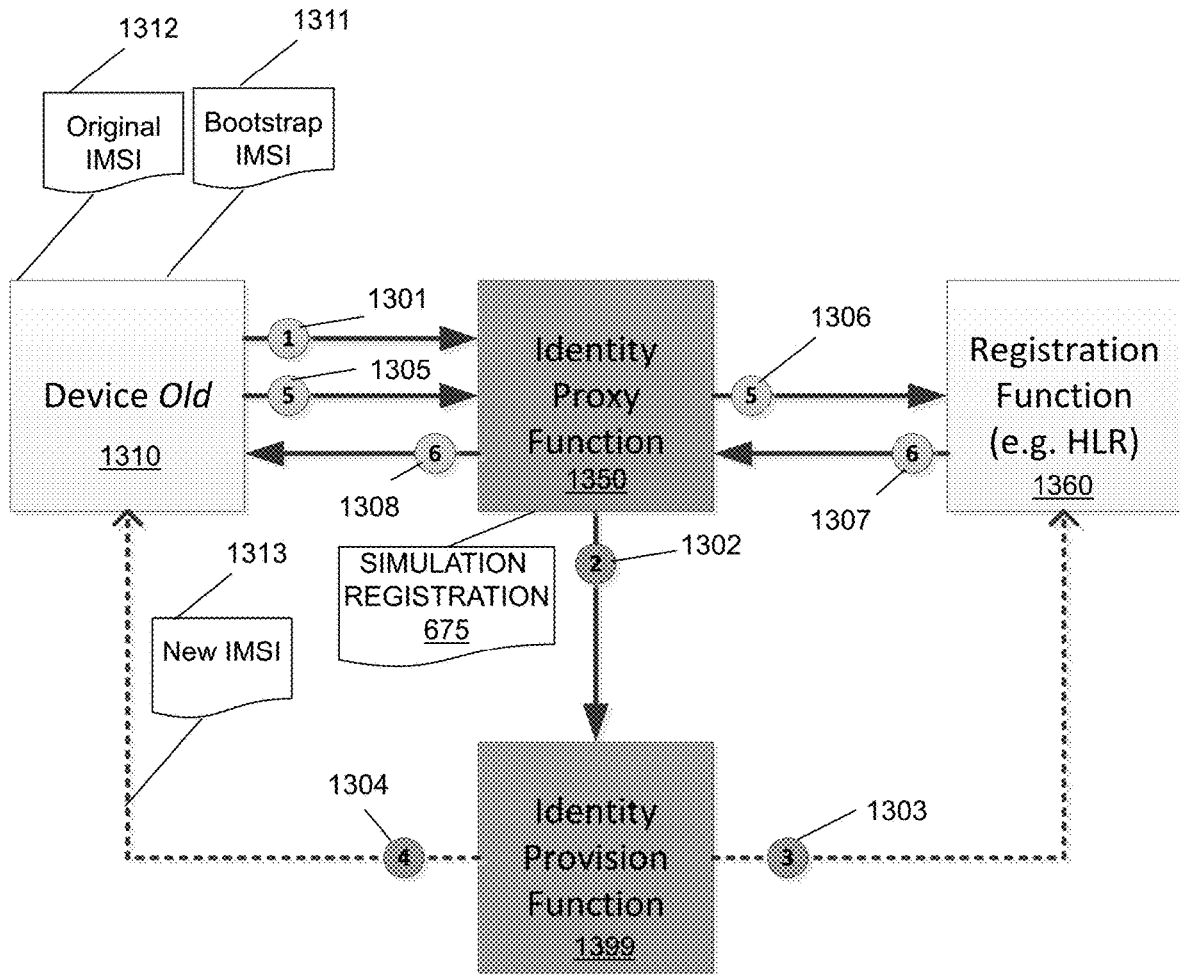 1312
1311
Original
IMSI
Bootstrap
IMSI
1301
1
1305
5
Device Old
1310
6
1308
Identity
Proxy
Function
1350
1306
5
6
1307
Registration
Function
(e.g. HLR)
1360
1313
New IMSI
SIMULATION
REGISTRATION
675
2
1302
1304
4
Identity
Provision
Function
1399
1303
3